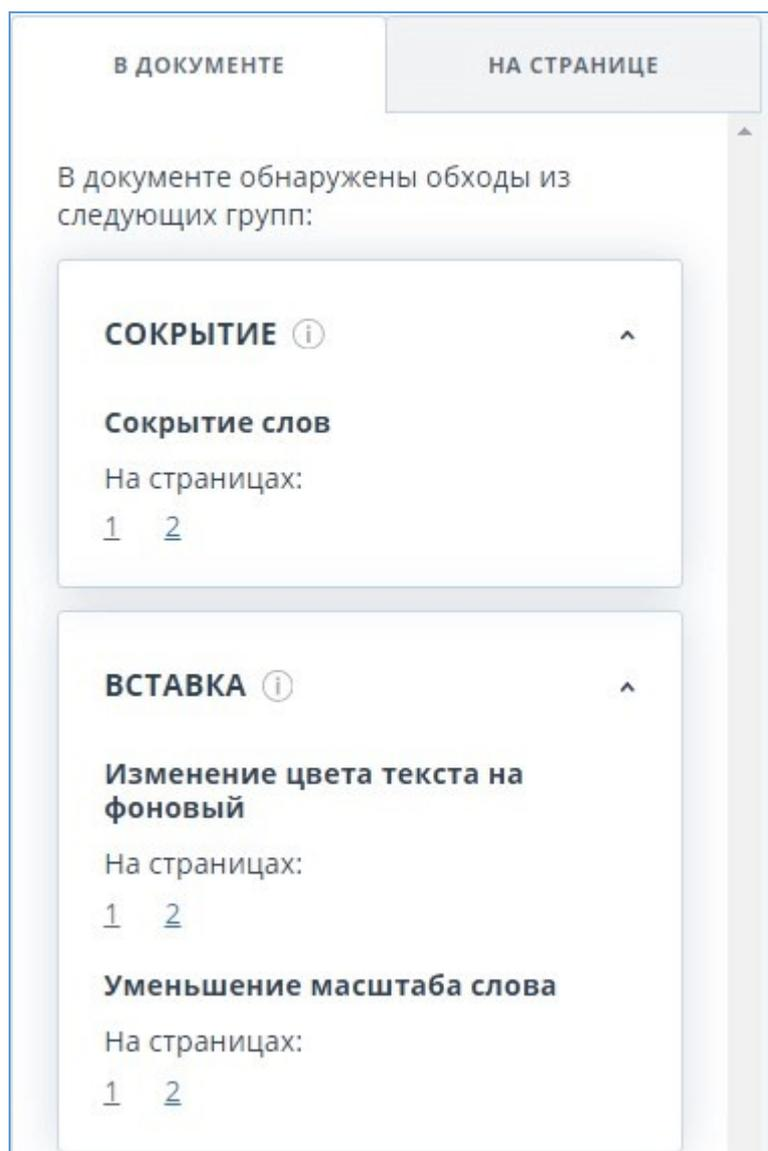 В ДОКУМЕНТЕ
НА СТРАНИЦЕ
В документе обнаружены обходы из
следующих групп:
СОКРЫТИЕ
Сокрытие слов
На страницах:
1 2
ВСТАВКА
Изменение цвета текста на
фоновый
На страницах:
1 2
Уменьшение масштаба слова
На страницах:
1 2